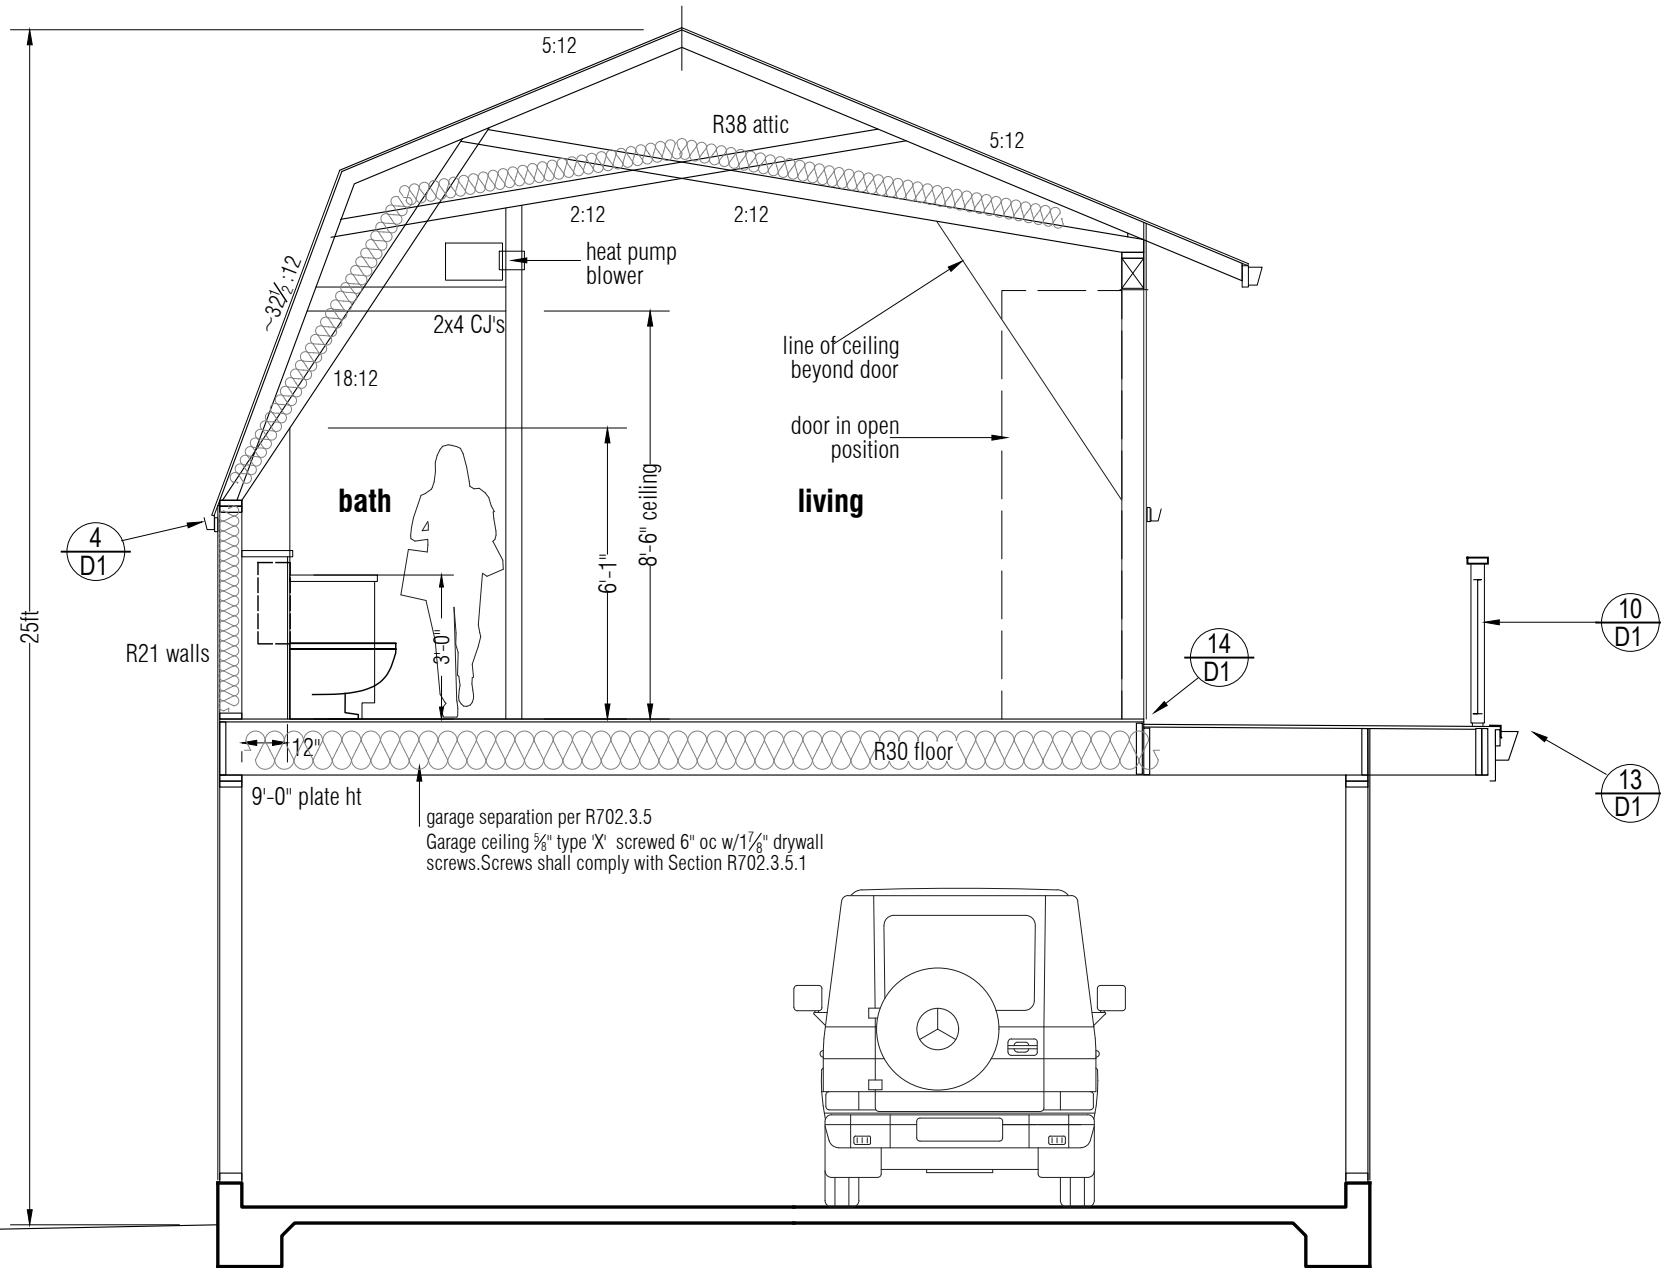 5:12
R38 attic
5:12
2:12
2:12
~32½:12
heat pump
blower
2x4 CJ's
18:12
line of ceiling
beyond door
door in open
position
bath
living
8'-6" ceiling
6'-1"
3'-0"
25ft
4
D1
R21 walls
10
D1
14
D1
12"
R30 floor
13
D1
9'-0" plate ht
garage separation per R702.3.5
Garage ceiling ⅝" type 'X' screwed 6" oc w/1⅞" drywall
screws.Screws shall comply with Section R702.3.5.1